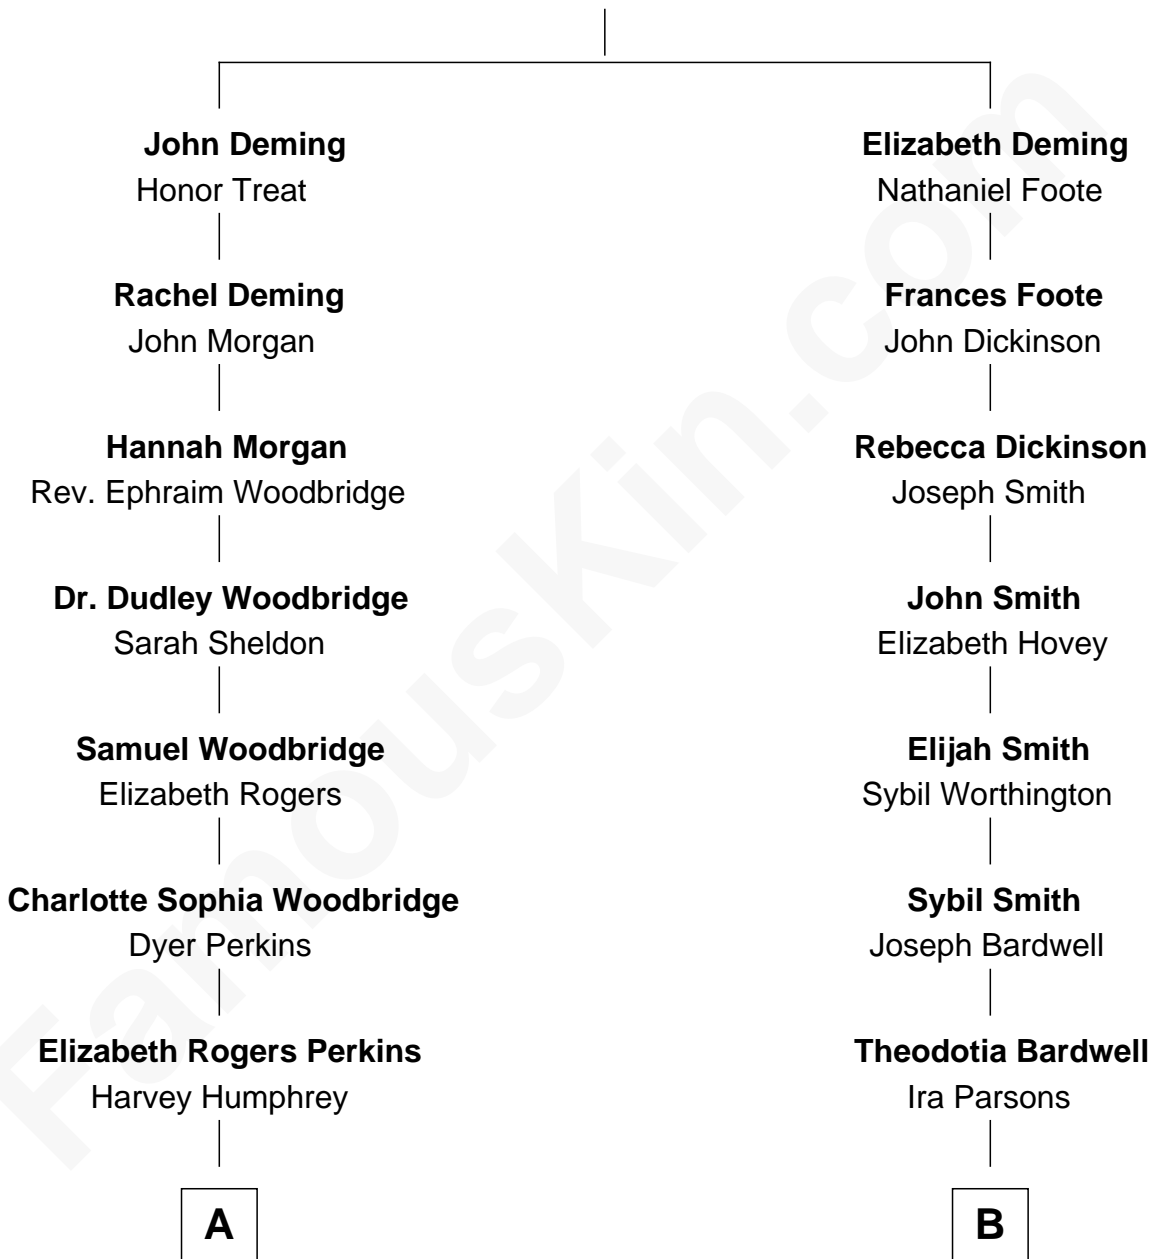 John Deming
Honor Treat
Rachel Deming
John Morgan
Hannah Morgan
Rev. Ephraim Woodbridge
Dr. Dudley Woodbridge
Sarah Sheldon
Samuel Woodbridge
Elizabeth Rogers
Charlotte Sophia Woodbridge
Dyer Perkins
Elizabeth Rogers Perkins
Harvey Humphrey
A
Elizabeth Deming
Nathaniel Foote
Frances Foote
John Dickinson
Rebecca Dickinson
Joseph Smith
John Smith
Elizabeth Hovey
Elijah Smith
Sybil Worthington
Sybil Smith
Joseph Bardwell
Theodotia Bardwell
Ira Parsons
B
FamousKin.com